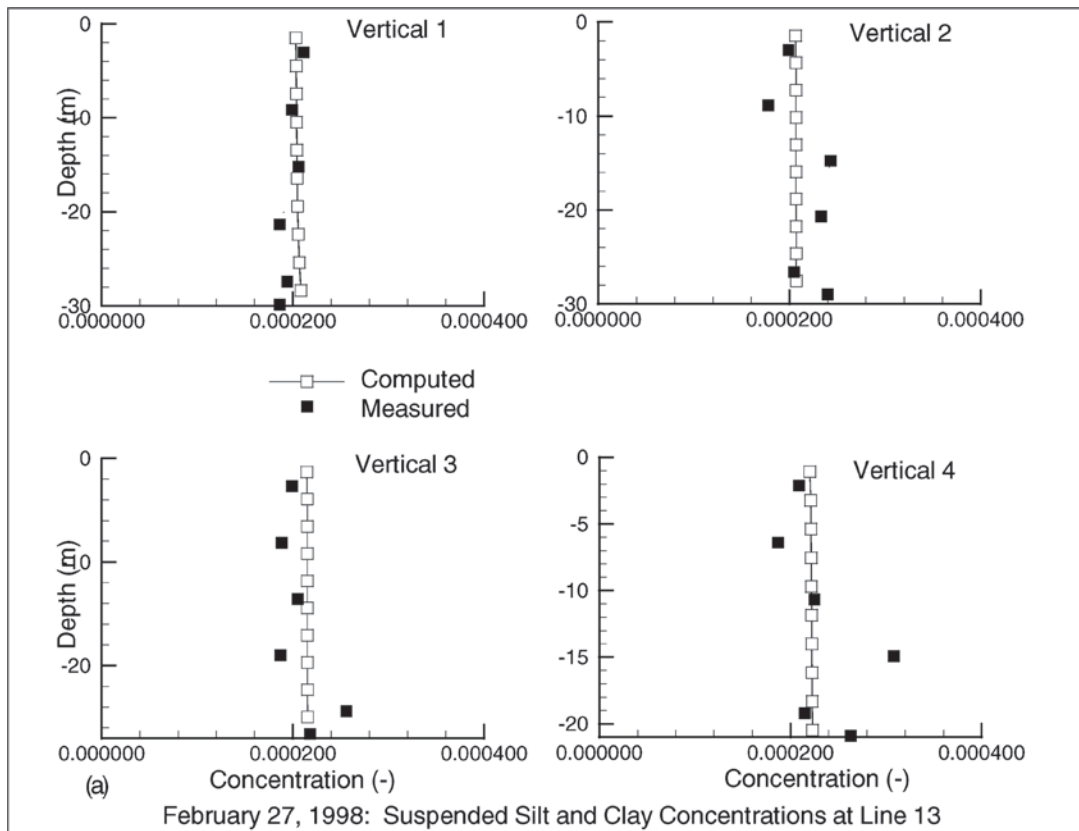 Vertical 1
0
-10
-20
-30
Depth (m)
0.000000
0.000200
0.000400
Vertical 2
0
-10
-20
-30
0.000000
0.000200
0.000400
Computed
Measured
Vertical 3
0
-10
-20
Depth (m)
0.000000
0.000200
0.000400
Concentration (-)
Vertical 4
0
-5
-10
-15
-20
0.000000
0.000200
0.000400
Concentration (-)
(a)
February 27, 1998: Suspended Silt and Clay Concentrations at Line 13